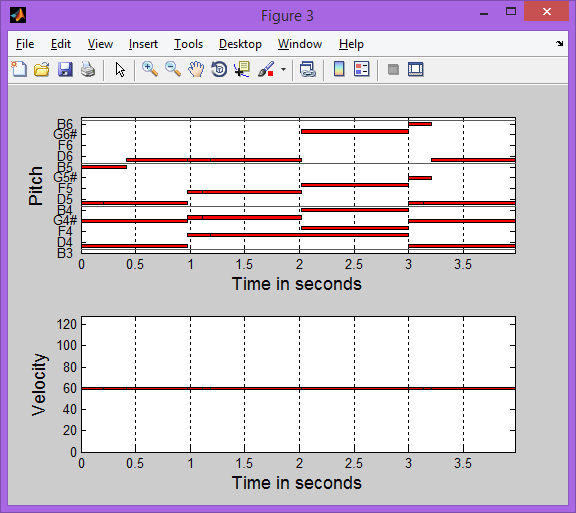 Figure 3
File Edit View Insert Tools Desktop Window Help
Pitch
B6
G6#
F6
D6
B5
G5#
F5
D5
B4
G4#
F4
D4
B3
0 0.5 1 1.5 2 2.5 3 3.5
Time in seconds
Velocity
120
100
80
60
40
20
0
0 0.5 1 1.5 2 2.5 3 3.5
Time in seconds